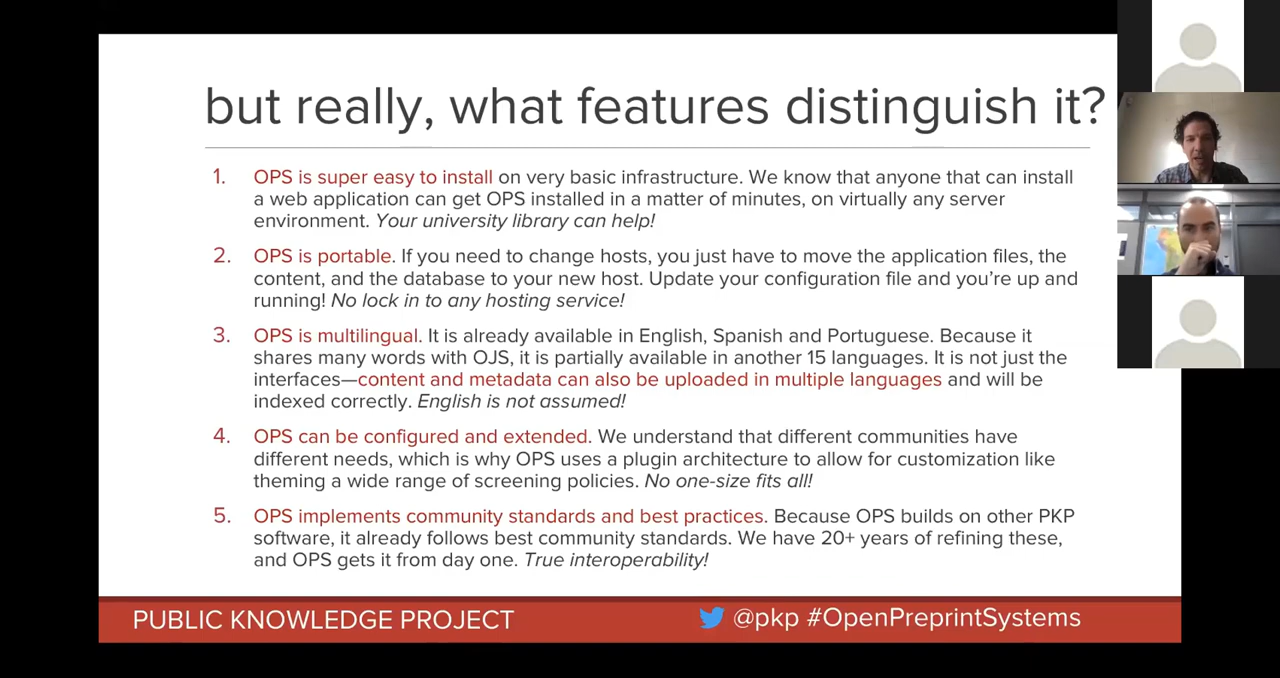 but really, what features distinguish it?
1. OPS is super easy to install on very basic infrastructure. We know that anyone that can install
a web application can get OPS installed in a matter of minutes, on virtually any server
environment. Your university library can help!
2. OPS is portable. If you need to change hosts, you just have to move the application files, the
content, and the database to your new host. Update your configuration file and you're up and
running! No lock in to any hosting service!
3. OPS is multilingual. It is already available in English, Spanish and Portuguese. Because it
shares many words with OJS, it is partially available in another 15 languages. It is not just the
interfaces—content and metadata can also be uploaded in multiple languages and will be
indexed correctly. English is not assumed!
4. OPS can be configured and extended. We understand that different communities have
different needs, which is why OPS uses a plugin architecture to allow for customization like
theming a wide range of screening policies. No one-size fits all!
5. OPS implements community standards and best practices. Because OPS builds on other PKP
software, it already follows best community standards. We have 20+ years of refining these,
and OPS gets it from day one. True interoperability!
PUBLIC KNOWLEDGE PROJECT
@pkp #OpenPreprintSystems